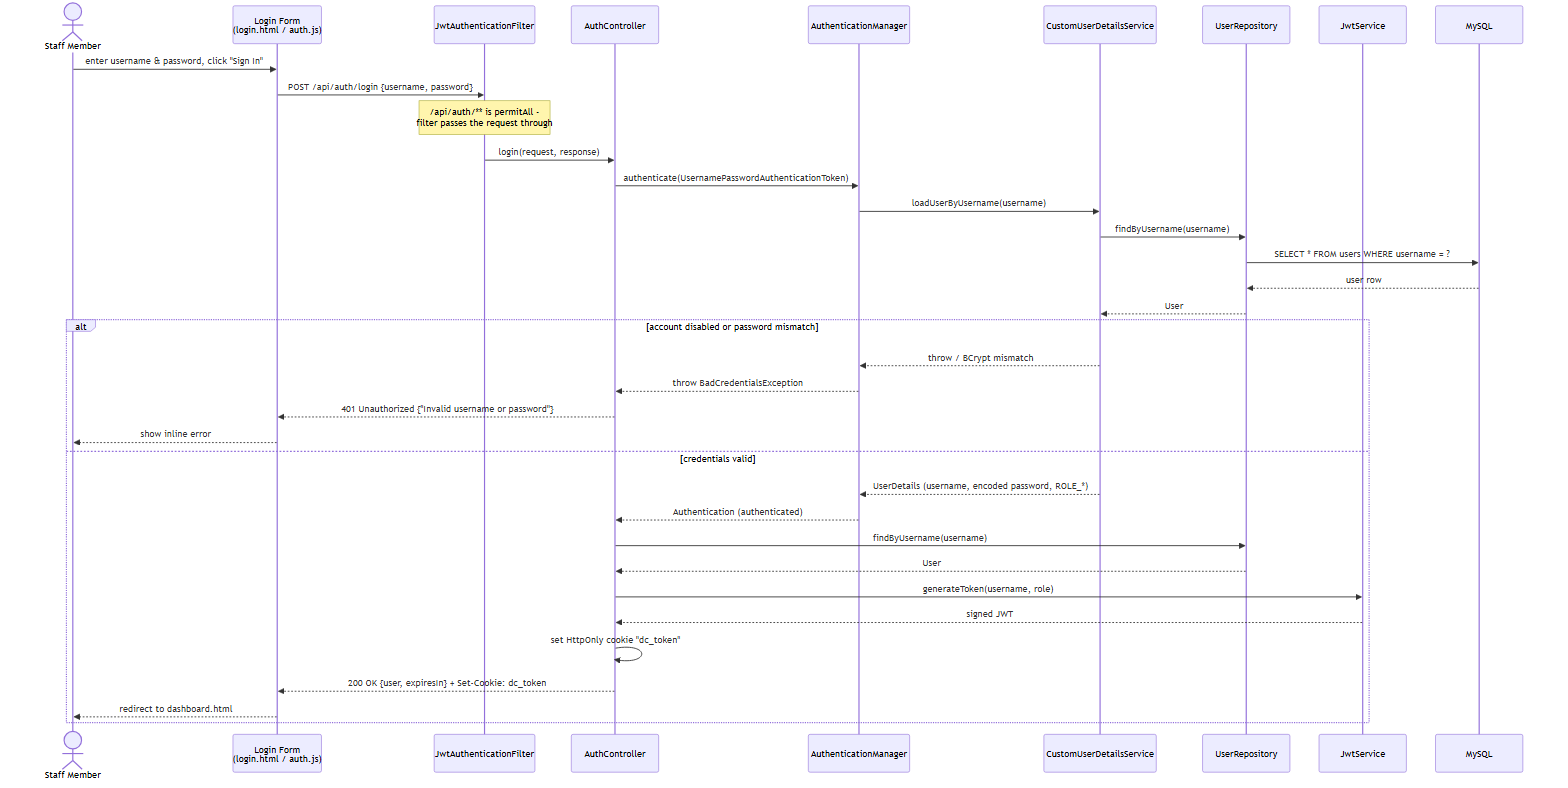 Staff Member
Login Form
(login.html / auth.js)
JwtAuthenticationFilter
AuthController
AuthenticationManager
CustomUserDetailsService
UserRepository
JwtService
MySQL
enter username & password, click "Sign In"
POST /api/auth/login {username, password}
/api/auth/** is permitAll -
filter passes the request through
login(request, response)
authenticate(UsernamePasswordAuthenticationToken)
loadUserByUsername(username)
findByUsername(username)
SELECT * FROM users WHERE username = ?
user row
User
alt
[account disabled or password mismatch]
throw / BCrypt mismatch
throw BadCredentialsException
401 Unauthorized {"Invalid username or password"}
show inline error
[credentials valid]
UserDetails (username, encoded password, ROLE_*)
Authentication (authenticated)
findByUsername(username)
User
generateToken(username, role)
signed JWT
set HttpOnly cookie "dc_token"
200 OK {user, expiresIn} + Set-Cookie: dc_token
redirect to dashboard.html
Staff Member
Login Form
(login.html / auth.js)
JwtAuthenticationFilter
AuthController
AuthenticationManager
CustomUserDetailsService
UserRepository
JwtService
MySQL